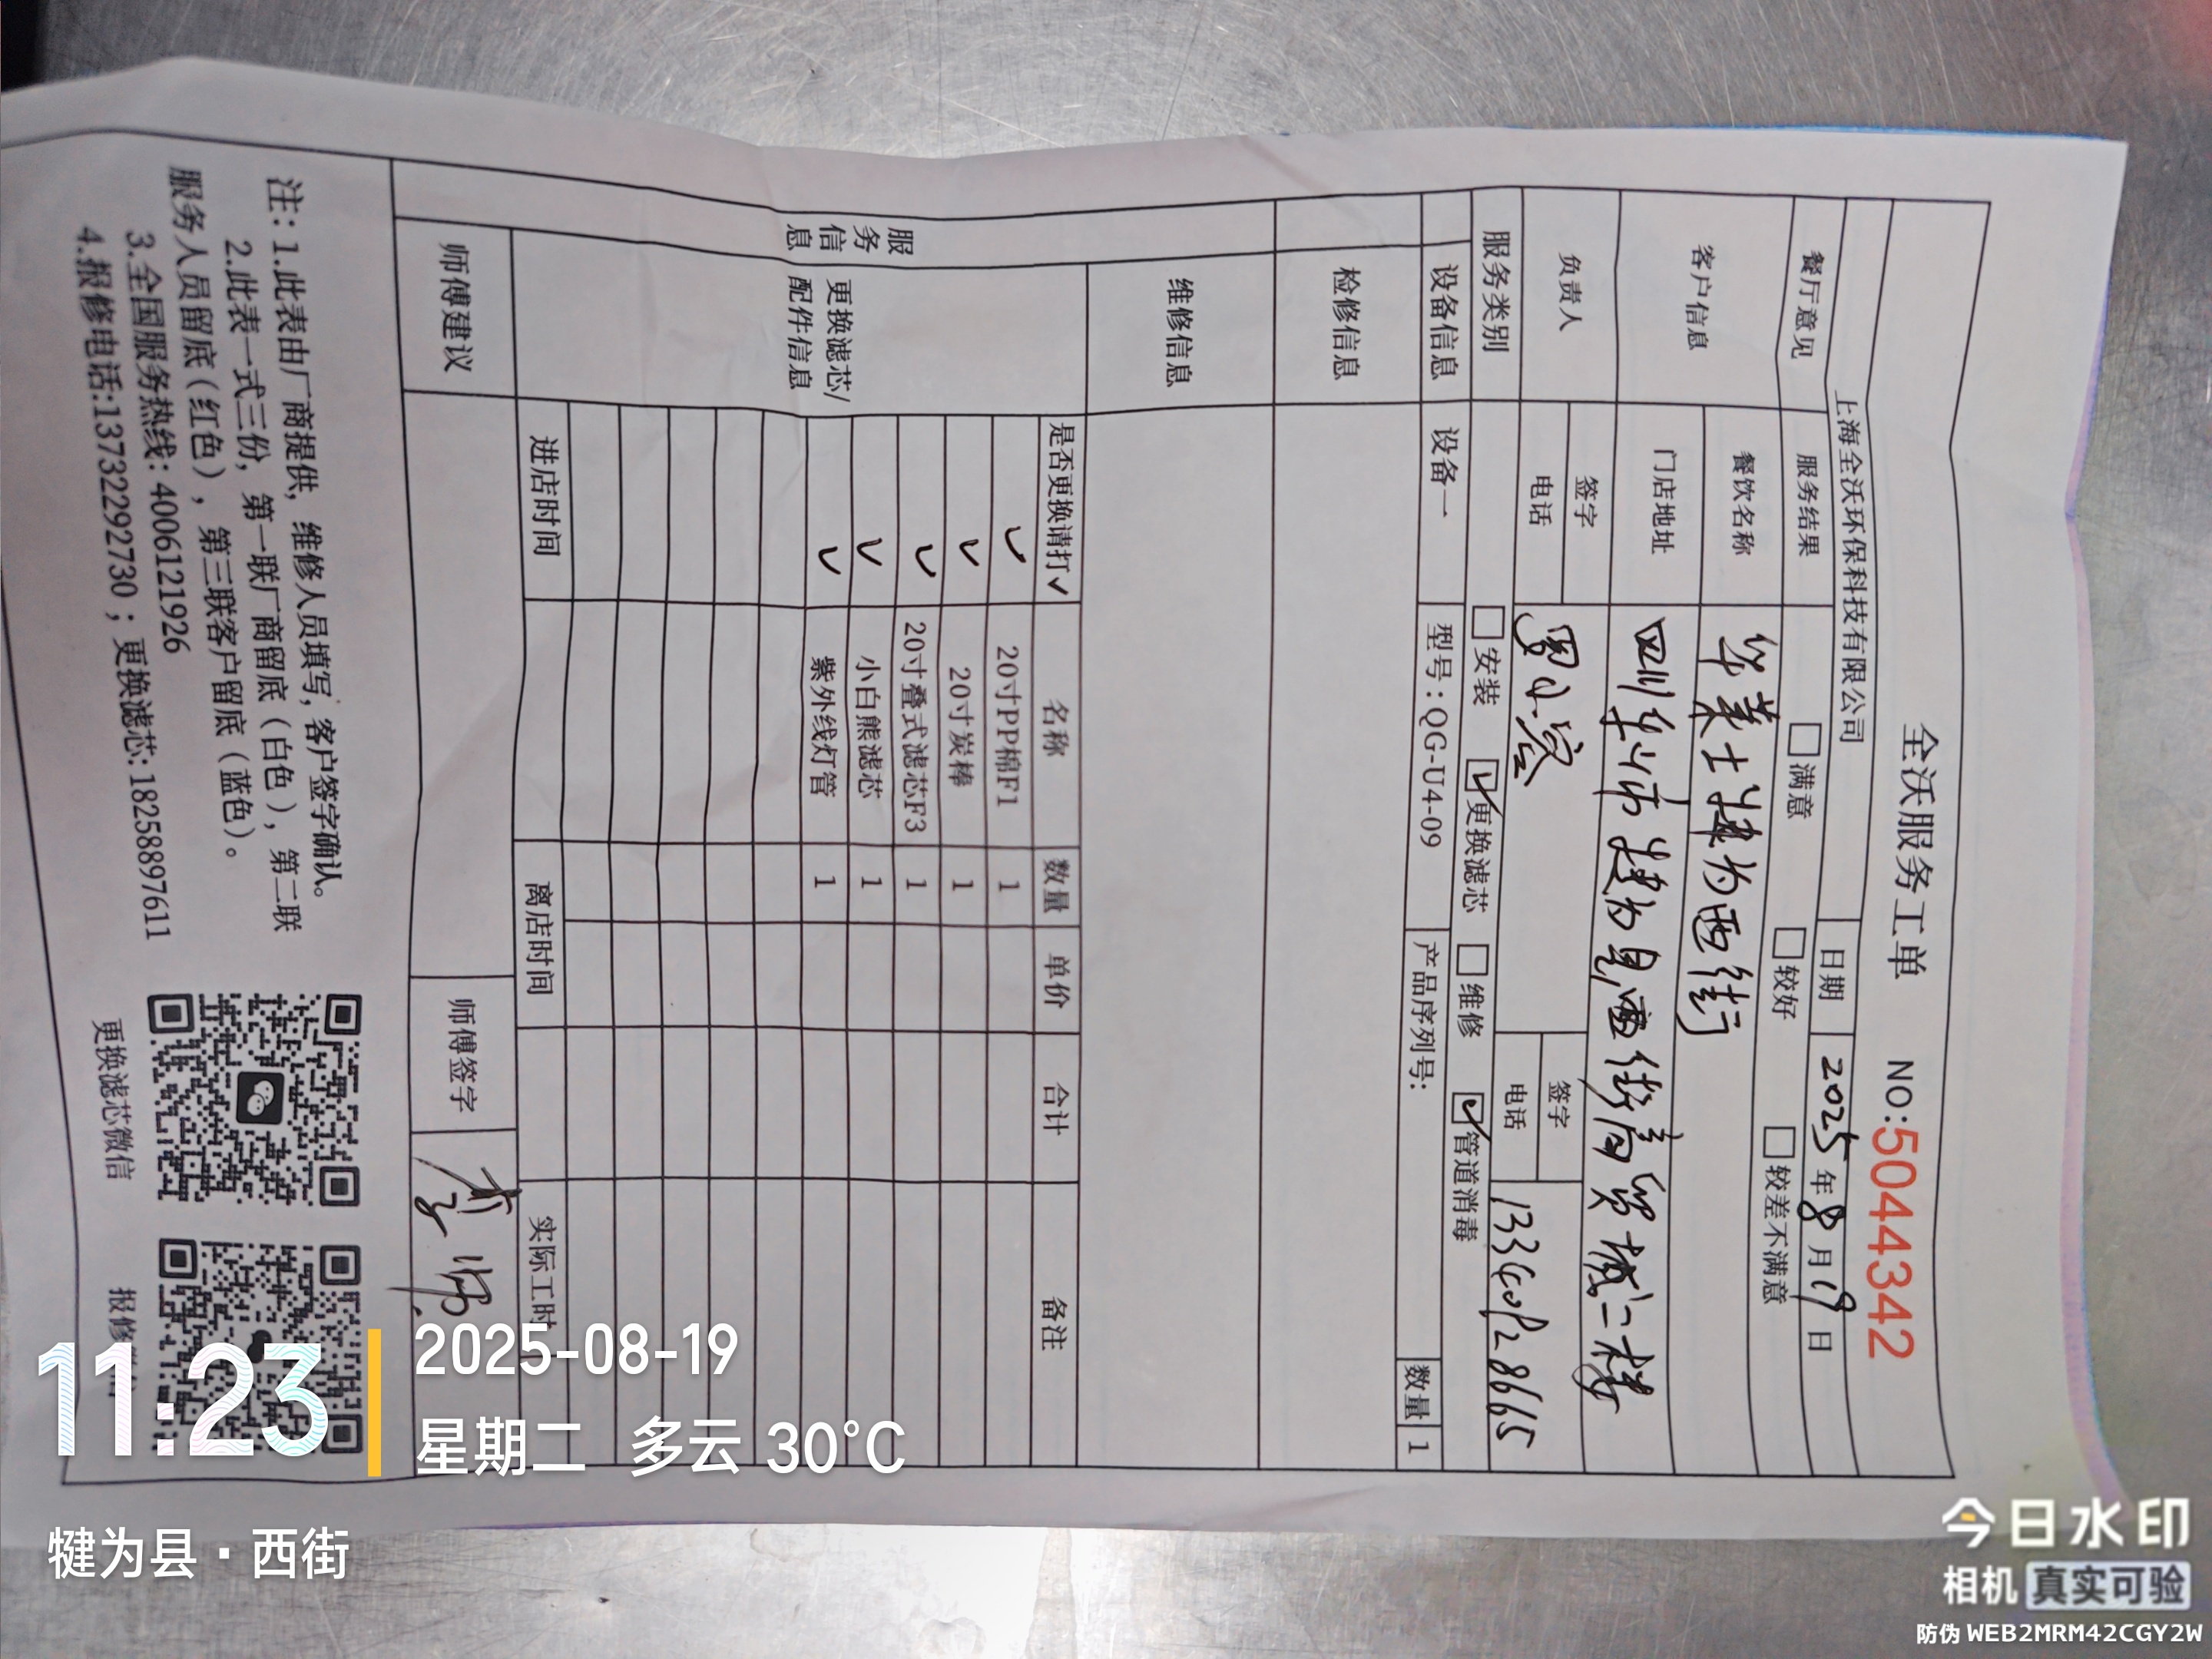 全沃服务工单 NO:5044342
上海全沃环保科技有限公司 日期 2025年8月19日
餐厅意见 服务结果 □满意 □较好 □较差不满意
客户信息 餐饮名称 华莱士犍为西街
门店地址 四川乐山市犍为县西街商贸城二楼
负责人 签字 签字
电话 电话
服务类别 □安装 ☑更换滤芯 □维修 ☑管道消毒
设备信息 设备一 型号:QG-U4-09 产品序列号: 数量 1
检修信息
维修信息
服务信息
更换滤芯/配件信息
是否更换请打✓ 名称 数量 单价 合计 备注
✓ 20寸PP棉F1 1
✓ 20寸炭棒 1
✓ 20寸叠式滤芯F3 1
✓ 小白熊滤芯 1
✓ 紫外线灯管 1
进店时间 离店时间 实际工时
师傅建议 师傅签字
注:1.此表由厂商提供,维修人员填写,客户签字确认。
2.此表一式三份,第一联厂商留底(白色),第二联
服务人员留底(红色),第三联客户留底(蓝色)。
3.全国服务热线:4006121926
4.报修电话:13732292730;更换滤芯:18258897611
更换滤芯微信
报修
11:23
2025-08-19
星期二 多云 30°C
犍为县·西街
今日水印
相机 真实可验
防伪 WEB2MRM42CGY2W